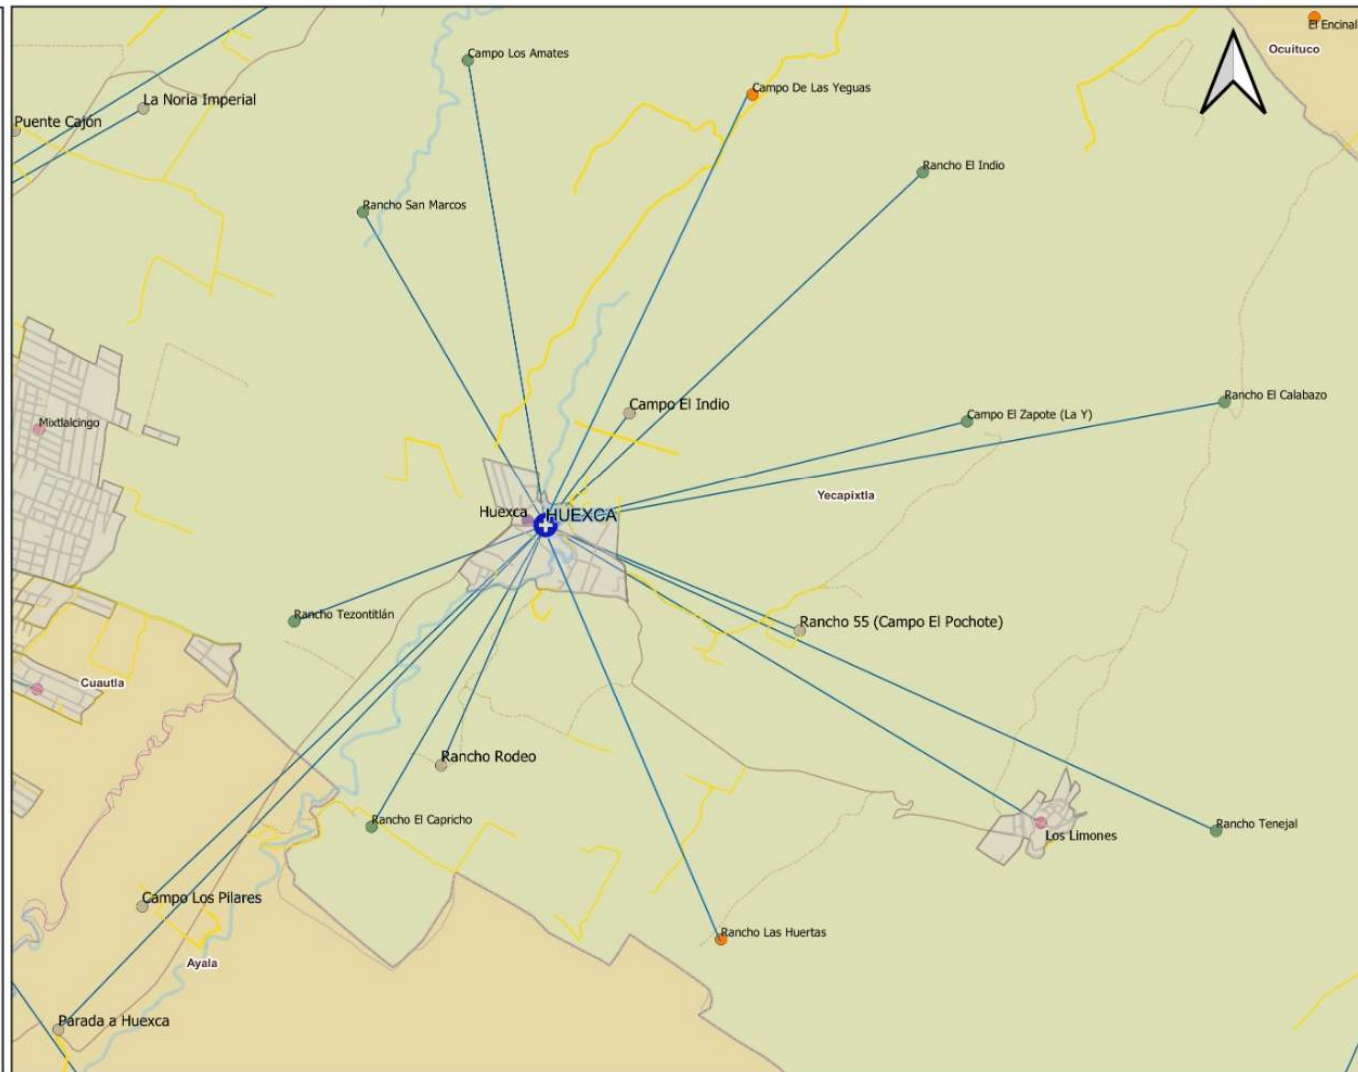 El Encinal
Ocuituco
Campo Los Amates
Campo De Las Yeguas
La Noria Imperial
Puente Cajón
Rancho El Indio
Rancho San Marcos
Rancho El Calabazo
Campo El Indio
Campo El Zapote (La Y)
Mixtlalcingo
Yecapixtla
Huexca
HUEXCA
Rancho Tezontitlán
Rancho 55 (Campo El Pochote)
Cuautla
Rancho Rodeo
Rancho El Capricho
Rancho Tenejal
Los Limones
Campo Los Pilares
Rancho Las Huertas
Ayala
Parada a Huexca